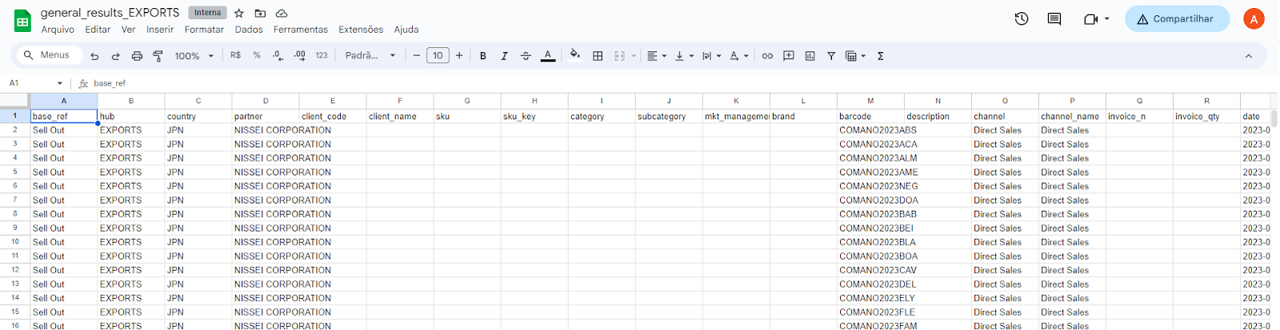 general_results_EXPORTS Interna
Arquivo Editar Ver Inserir Formatar Dados Ferramentas Extensões Ajuda
Compartilhar A
Menus 100% R$ % .0 .00 123 Padrã... 10 B I S A
A1 fx base_ref
A B C D E F G H I J K L M N O P Q R
1 base_ref hub country partner client_code client_name sku sku_key category subcategory mkt_managemen brand barcode description channel channel_name invoice_n invoice_qty date
2 Sell Out EXPORTS JPN NISSEI CORPORATION COMANO2023ABS Direct Sales Direct Sales 2023-0
3 Sell Out EXPORTS JPN NISSEI CORPORATION COMANO2023ACA Direct Sales Direct Sales 2023-0
4 Sell Out EXPORTS JPN NISSEI CORPORATION COMANO2023ALM Direct Sales Direct Sales 2023-0
5 Sell Out EXPORTS JPN NISSEI CORPORATION COMANO2023AME Direct Sales Direct Sales 2023-0
6 Sell Out EXPORTS JPN NISSEI CORPORATION COMANO2023NEG Direct Sales Direct Sales 2023-0
7 Sell Out EXPORTS JPN NISSEI CORPORATION COMANO2023DOA Direct Sales Direct Sales 2023-0
8 Sell Out EXPORTS JPN NISSEI CORPORATION COMANO2023BAB Direct Sales Direct Sales 2023-0
9 Sell Out EXPORTS JPN NISSEI CORPORATION COMANO2023BEI Direct Sales Direct Sales 2023-0
10 Sell Out EXPORTS JPN NISSEI CORPORATION COMANO2023BLA Direct Sales Direct Sales 2023-0
11 Sell Out EXPORTS JPN NISSEI CORPORATION COMANO2023BOA Direct Sales Direct Sales 2023-0
12 Sell Out EXPORTS JPN NISSEI CORPORATION COMANO2023CAV Direct Sales Direct Sales 2023-0
13 Sell Out EXPORTS JPN NISSEI CORPORATION COMANO2023DEL Direct Sales Direct Sales 2023-0
14 Sell Out EXPORTS JPN NISSEI CORPORATION COMANO2023ELY Direct Sales Direct Sales 2023-0
15 Sell Out EXPORTS JPN NISSEI CORPORATION COMANO2023FLE Direct Sales Direct Sales 2023-0
16 Sell Out EXPORTS JPN NISSEI CORPORATION COMANO2023FAM Direct Sales Direct Sales 2023-0